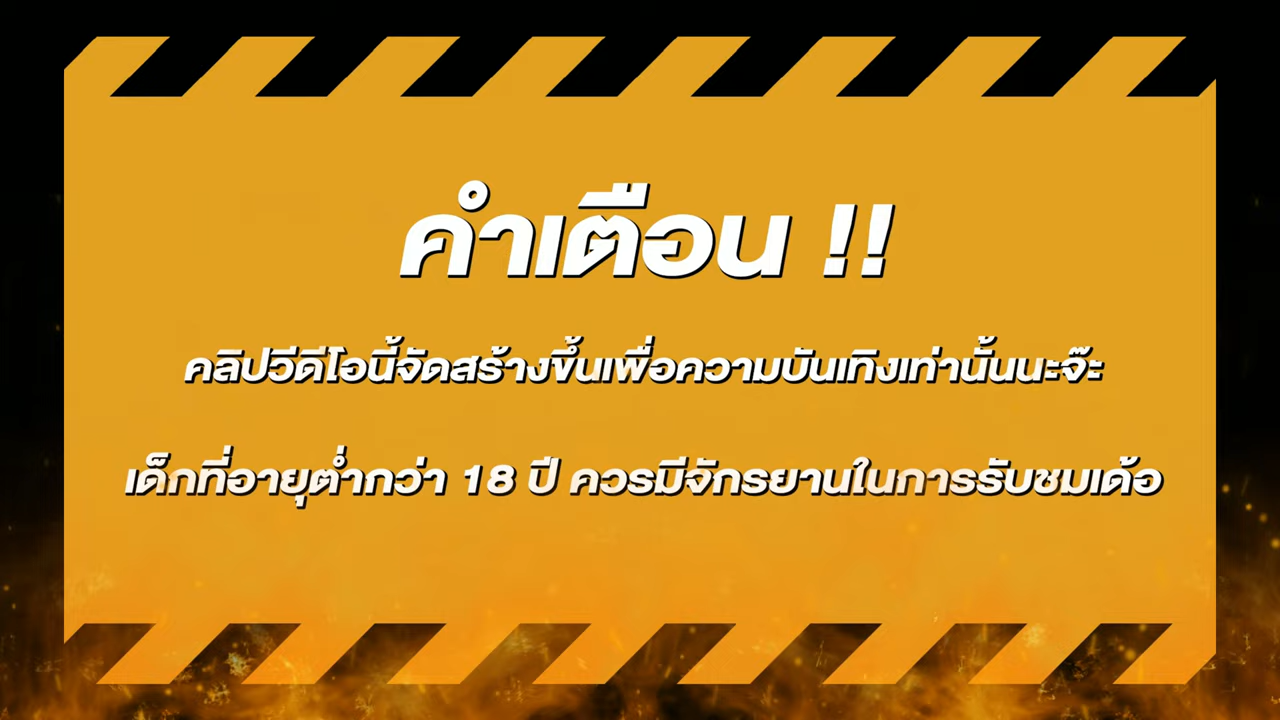 คำเตือน !!
คลิปวีดีโอนี้จัดสร้างขึ้นเพื่อความบันเทิงเท่านั้นนะจ๊ะ
เด็กที่อายุต่ำกว่า 18 ปี ควรมีจักรยานในการรับชมเด้อ